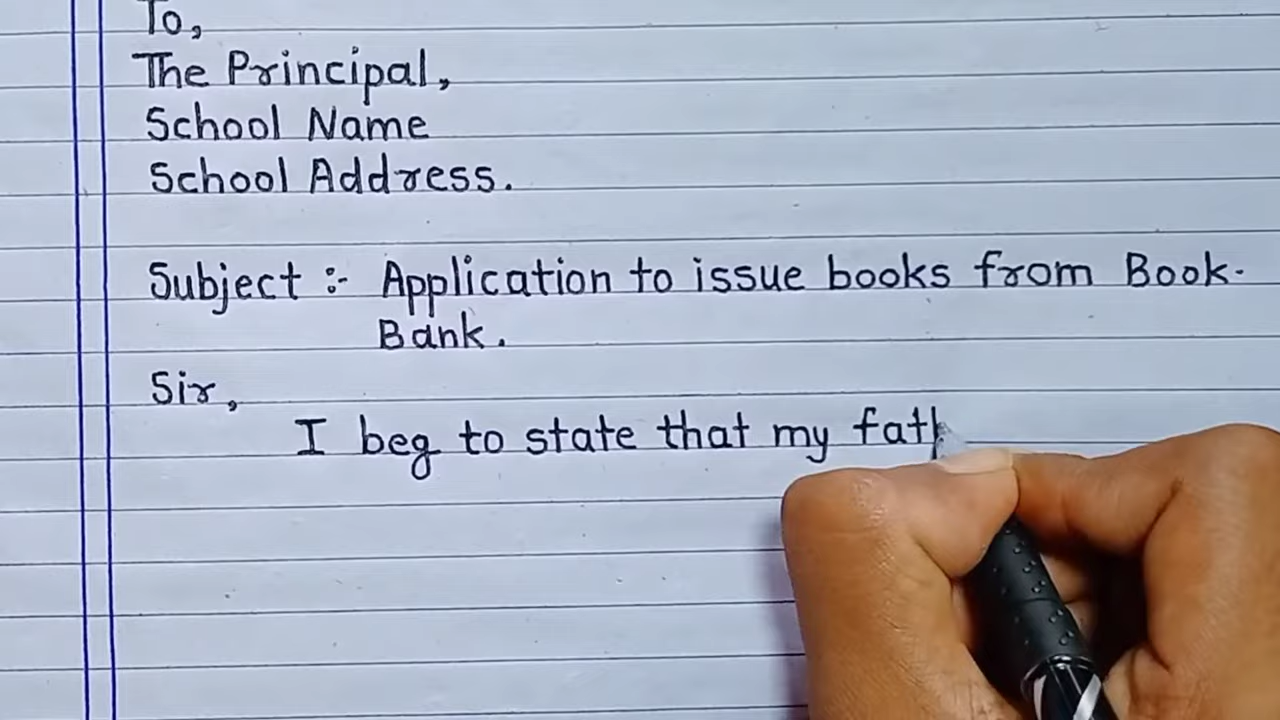 To,
The Principal,
School Name
School Address.
Subject :- Application to issue books from Book-
Bank.
Sir,
I beg to state that my fath